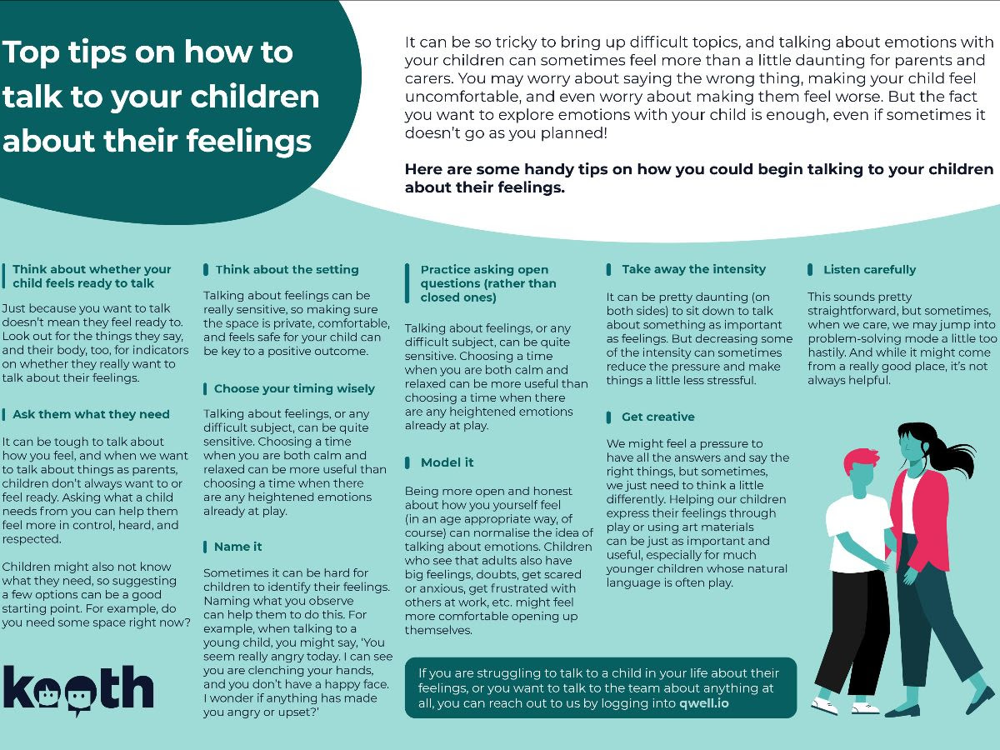 Top tips on how to
talk to your children
about their feelings
It can be so tricky to bring up difficult topics, and talking about emotions with
your children can sometimes feel more than a little daunting for parents and
carers. You may worry about saying the wrong thing, making your child feel
uncomfortable, and even worry about making them feel worse. But the fact
you want to explore emotions with your child is enough, even if sometimes it
doesn't go as you planned!
Here are some handy tips on how you could begin talking to your children
about their feelings.
Think about whether your
child feels ready to talk
Just because you want to talk
doesn't mean they feel ready to.
Look out for the things they say,
and their body, too, for indicators
on whether they really want to
talk about their feelings.
Ask them what they need
It can be tough to talk about
how you feel, and when we want
to talk about things as parents,
children don't always want to or
feel ready. Asking what a child
needs from you can help them
feel more in control, heard, and
respected.
Children might also not know
what they need, so suggesting
a few options can be a good
starting point. For example, do
you need some space right now?
kooth
Think about the setting
Talking about feelings can be
really sensitive, so making sure
the space is private, comfortable,
and feels safe for your child can
be key to a positive outcome.
Choose your timing wisely
Talking about feelings, or any
difficult subject, can be quite
sensitive. Choosing a time
when you are both calm and
relaxed can be more useful than
choosing a time when there
are any heightened emotions
already at play.
Name it
Sometimes it can be hard for
children to identify their feelings.
Naming what you observe
can help them to do this. For
example, when talking to a
young child, you might say, 'You
seem really angry today. I can see
you are clenching your hands,
and you don't have a happy face.
I wonder if anything has made
you angry or upset?'
Practice asking open
questions (rather than
closed ones)
Talking about feelings, or any
difficult subject, can be quite
sensitive. Choosing a time
when you are both calm and
relaxed can be more useful than
choosing a time when there
are any heightened emotions
already at play.
Model it
Being more open and honest
about how you yourself feel
(in an age appropriate way, of
course) can normalise the idea of
talking about emotions. Children
who see that adults also have
big feelings, doubts, get scared
or anxious, get frustrated with
others at work, etc. might feel
more comfortable opening up
themselves.
Take away the intensity
It can be pretty daunting (on
both sides) to sit down to talk
about something as important
as feelings. But decreasing some
of the intensity can sometimes
reduce the pressure and make
things a little less stressful.
Get creative
We might feel a pressure to
have all the answers and say the
right things, but sometimes,
we just need to think a little
differently. Helping our children
express their feelings through
play or using art materials
can be just as important and
useful, especially for much
younger children whose natural
language is often play.
Listen carefully
This sounds pretty
straightforward, but sometimes,
when we care, we may jump into
problem-solving mode a little too
hastily. And while it might come
from a really good place, it's not
always helpful.
If you are struggling to talk to a child in your life about their
feelings, or you want to talk to the team about anything at
all, you can reach out to us by logging into qwell.io